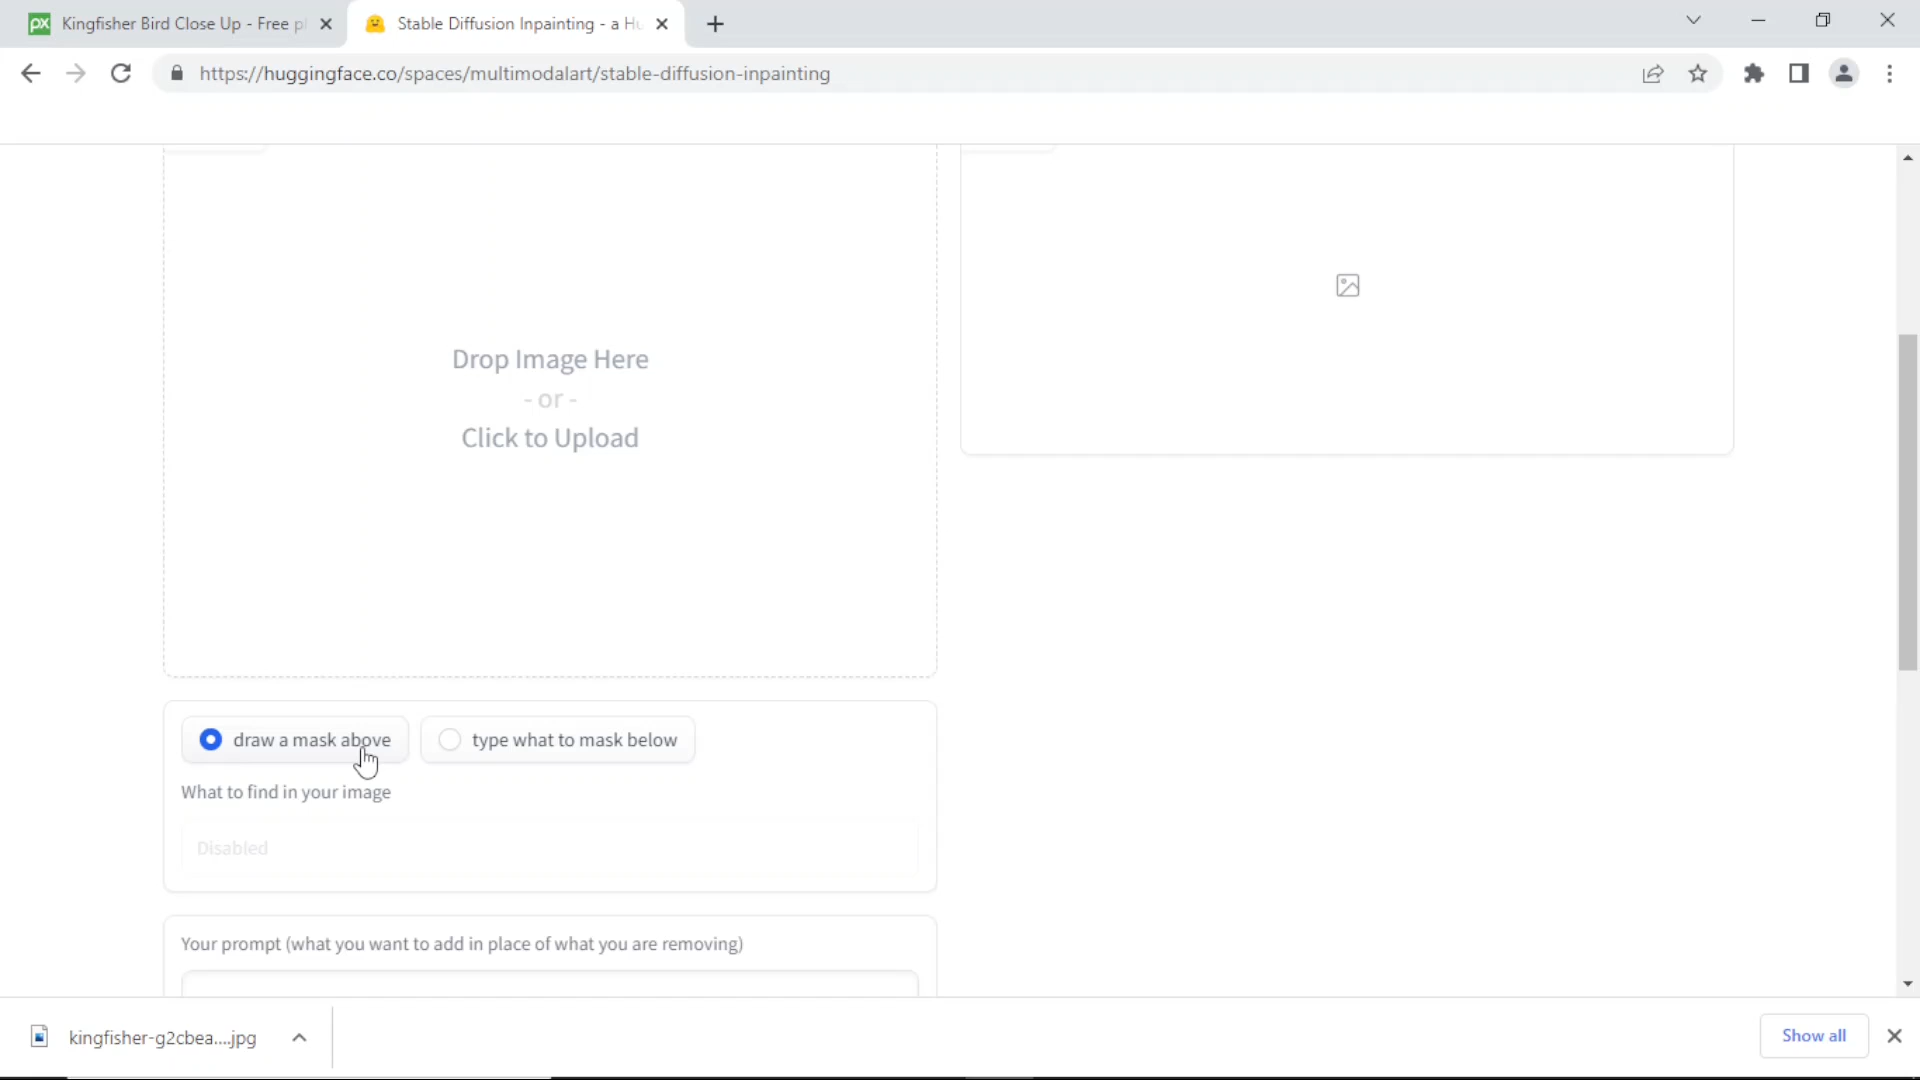 px Kingfisher Bird Close Up - Free p
Stable Diffusion Inpainting - a Hu
https://huggingface.co/spaces/multimodalart/stable-diffusion-inpainting
Drop Image Here
- or -
Click to Upload
draw a mask above
type what to mask below
What to find in your image
Disabled
Your prompt (what you want to add in place of what you are removing)
kingfisher-g2cbea....jpg
Show all